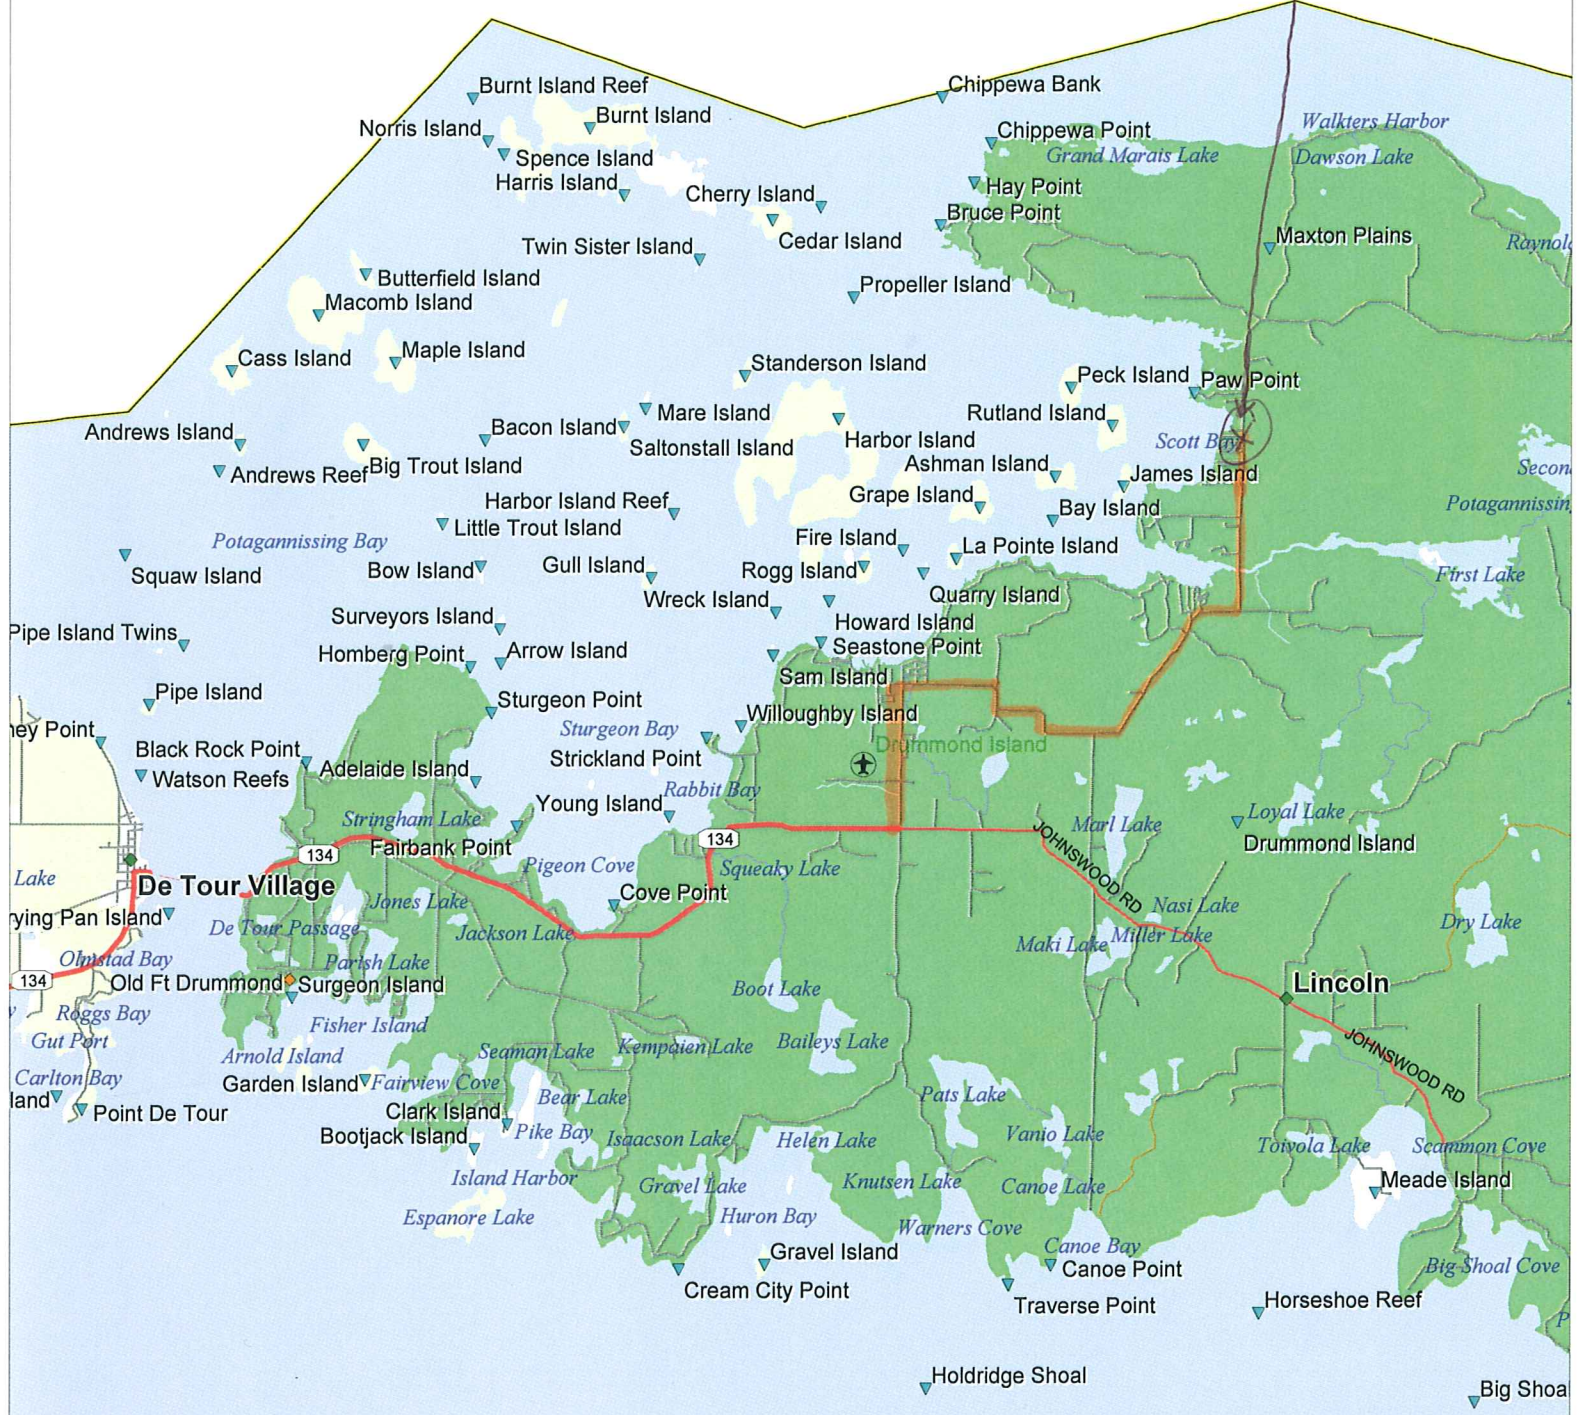 Burnt Island Reef
Chippewa Bank
Burnt Island
Norris Island
Walkters Harbor
Chippewa Point
Spence Island
Grand Marais Lake
Dawson Lake
Harris Island
Cherry Island
Hay Point
Bruce Point
Cedar Island
Maxton Plains
Twin Sister Island
Raynol
Butterfield Island
Propeller Island
Macomb Island
Cass Island
Maple Island
Standerson Island
Peck Island
Paw Point
Mare Island
Rutland Island
Andrews Island
Bacon Island
Saltonstall Island
Harbor Island
Scott Bay
Andrews Reef
Big Trout Island
Ashman Island
James Island
Secon
Harbor Island Reef
Grape Island
Bay Island
Potagannissin
Little Trout Island
Potagannissing Bay
Fire Island
La Pointe Island
Squaw Island
Bow Island
Gull Island
Rogg Island
First Lake
Wreck Island
Quarry Island
Surveyors Island
Howard Island
Pipe Island Twins
Homberg Point
Arrow Island
Seastone Point
Sam Island
Pipe Island
Sturgeon Point
Willoughby Island
ney Point
Sturgeon Bay
Black Rock Point
Strickland Point
Drummond Island
Watson Reefs
Adelaide Island
Rabbit Bay
Young Island
Stringham Lake
134
134
JOHNSWOOD RD
Marl Lake
Loyal Lake
Drummond Island
Fairbank Point
Pigeon Cove
Squeaky Lake
Lake
De Tour Village
Cove Point
Jones Lake
Nasi Lake
rying Pan Island
De Tour Passage
Jackson Lake
Maki Lake
Miller Lake
Dry Lake
Olmstad Bay
Parish Lake
134
Old Ft Drummond
Surgeon Island
Boot Lake
Lincoln
Roggs Bay
Fisher Island
Gut Port
Arnold Island
Seaman Lake
Kempaien Lake
Baileys Lake
JOHNSWOOD RD
Carlton Bay
Garden Island
Fairview Cove
Bear Lake
Pats Lake
land
Point De Tour
Clark Island
Bootjack Island
Pike Bay
Isaacson Lake
Helen Lake
Vanio Lake
Toivola Lake
Scammon Cove
Island Harbor
Gravel Lake
Knutsen Lake
Canoe Lake
Meade Island
Espanore Lake
Huron Bay
Warners Cove
Gravel Island
Canoe Bay
Canoe Point
Big Shoal Cove
Cream City Point
Traverse Point
Horseshoe Reef
P
Holdridge Shoal
Big Shoa